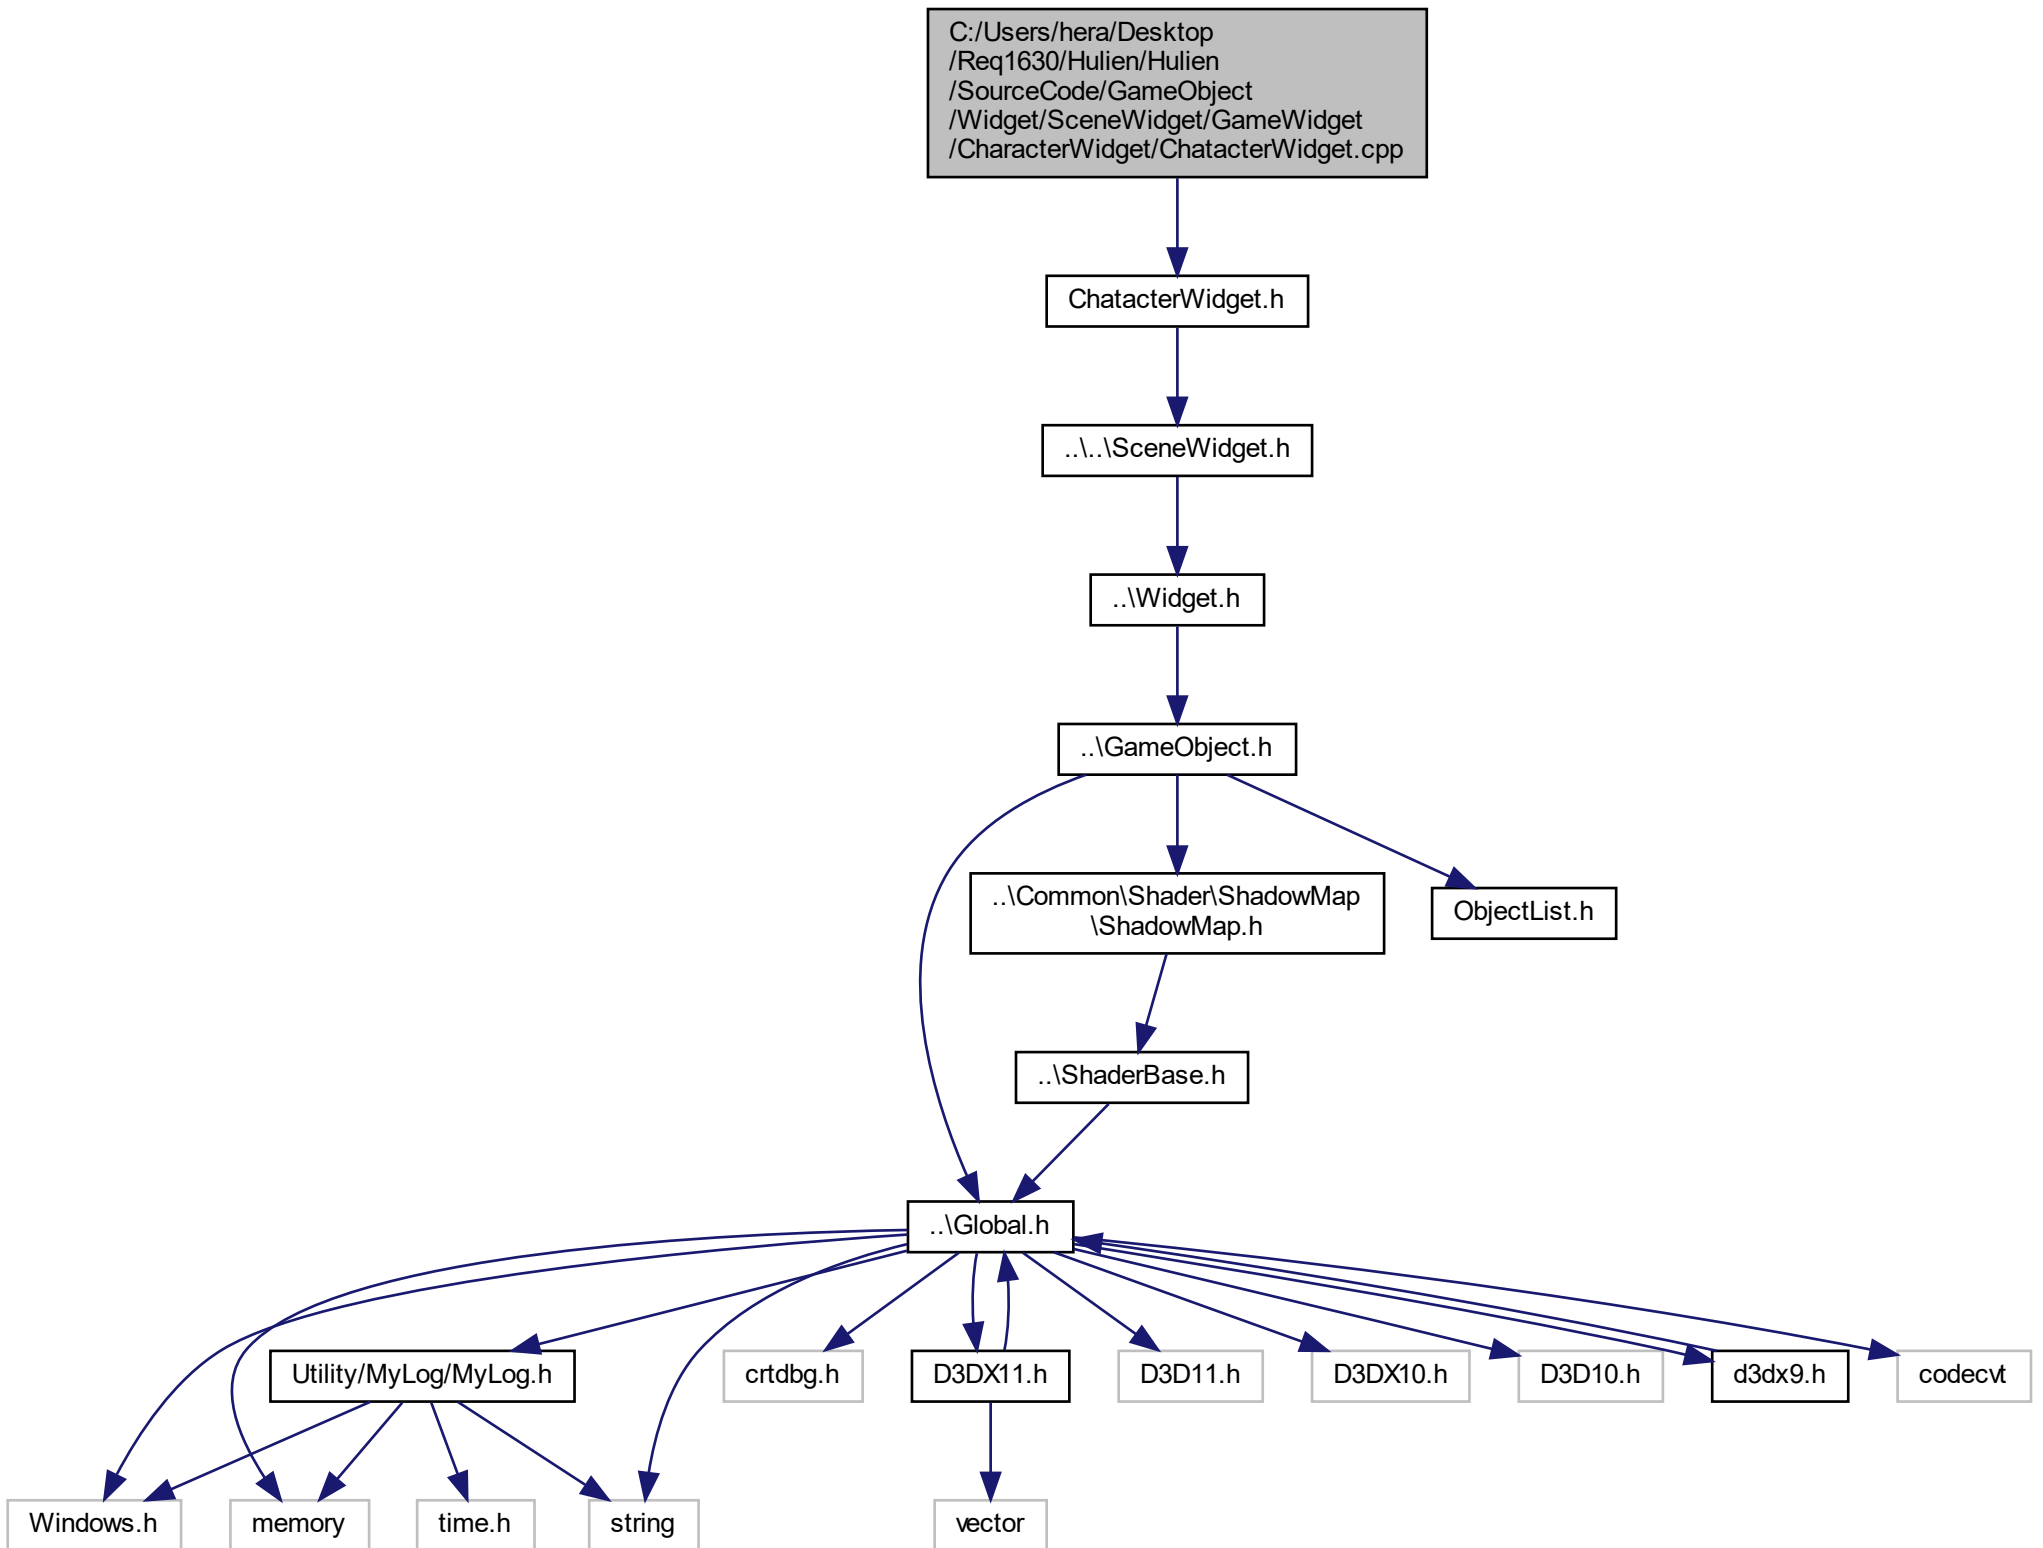 C:/Users/hera/Desktop
/Req1630/Hulien/Hulien
/SourceCode/GameObject
/Widget/SceneWidget/GameWidget
/CharacterWidget/ChatacterWidget.cpp
ChatacterWidget.h
..\..\SceneWidget.h
..\Widget.h
..\GameObject.h
..\Common\Shader\ShadowMap
\ShadowMap.h
ObjectList.h
..\ShaderBase.h
..\Global.h
Utility/MyLog/MyLog.h
crtdbg.h
D3DX11.h
D3D11.h
D3DX10.h
D3D10.h
d3dx9.h
codecvt
Windows.h
memory
time.h
string
vector